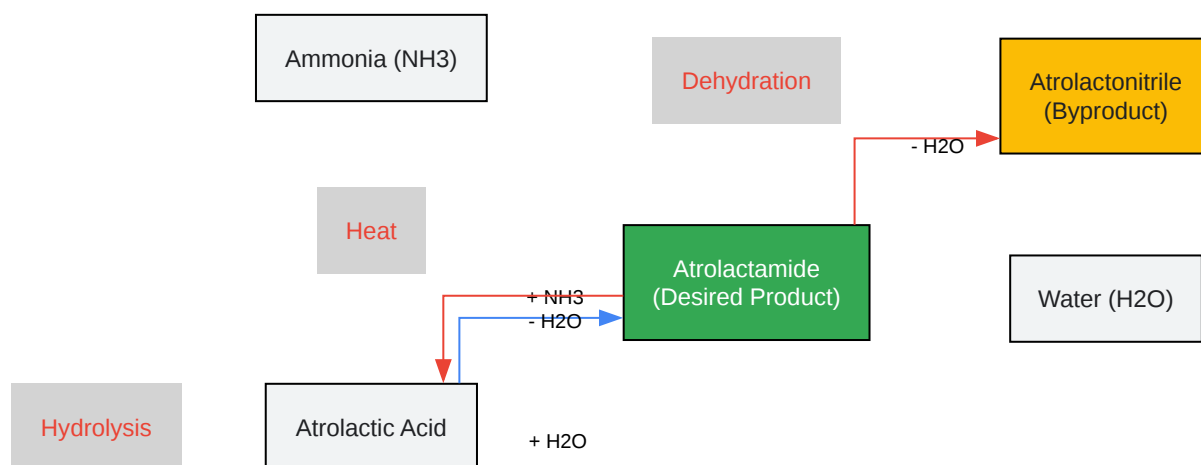 Ammonia (NH3)
Dehydration
Atrolactonitrile
(Byproduct)
- H2O
Heat
Atrolactamide
(Desired Product)
+ NH3
- H2O
Water (H2O)
Hydrolysis
Atrolactic Acid
+ H2O